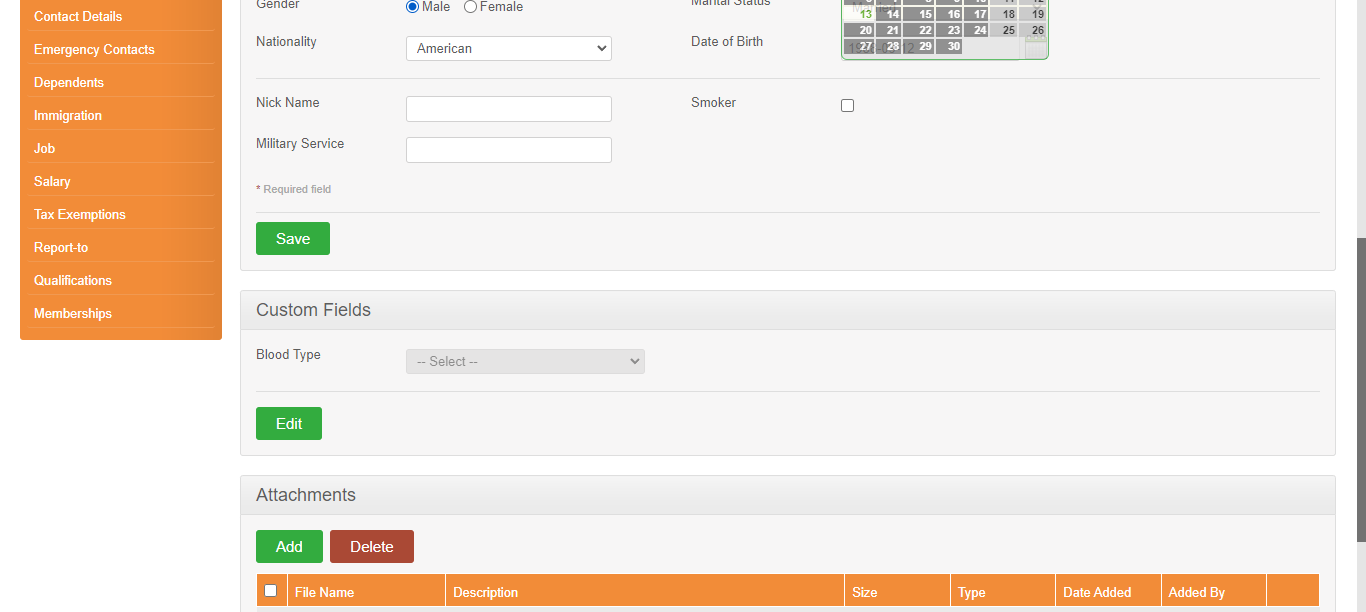 Contact Details
Emergency Contacts
Dependents
Immigration
Job
Salary
Tax Exemptions
Report-to
Qualifications
Memberships
Gender
Male
Female
Marital Status
Nationality
American
Date of Birth
13 14 15 16 17 18 19
20 21 22 23 24 25 26
27 28 29 30
Nick Name
Smoker
Military Service
* Required field
Save
Custom Fields
Blood Type
-- Select --
Edit
Attachments
Add
Delete
File Name
Description
Size
Type
Date Added
Added By